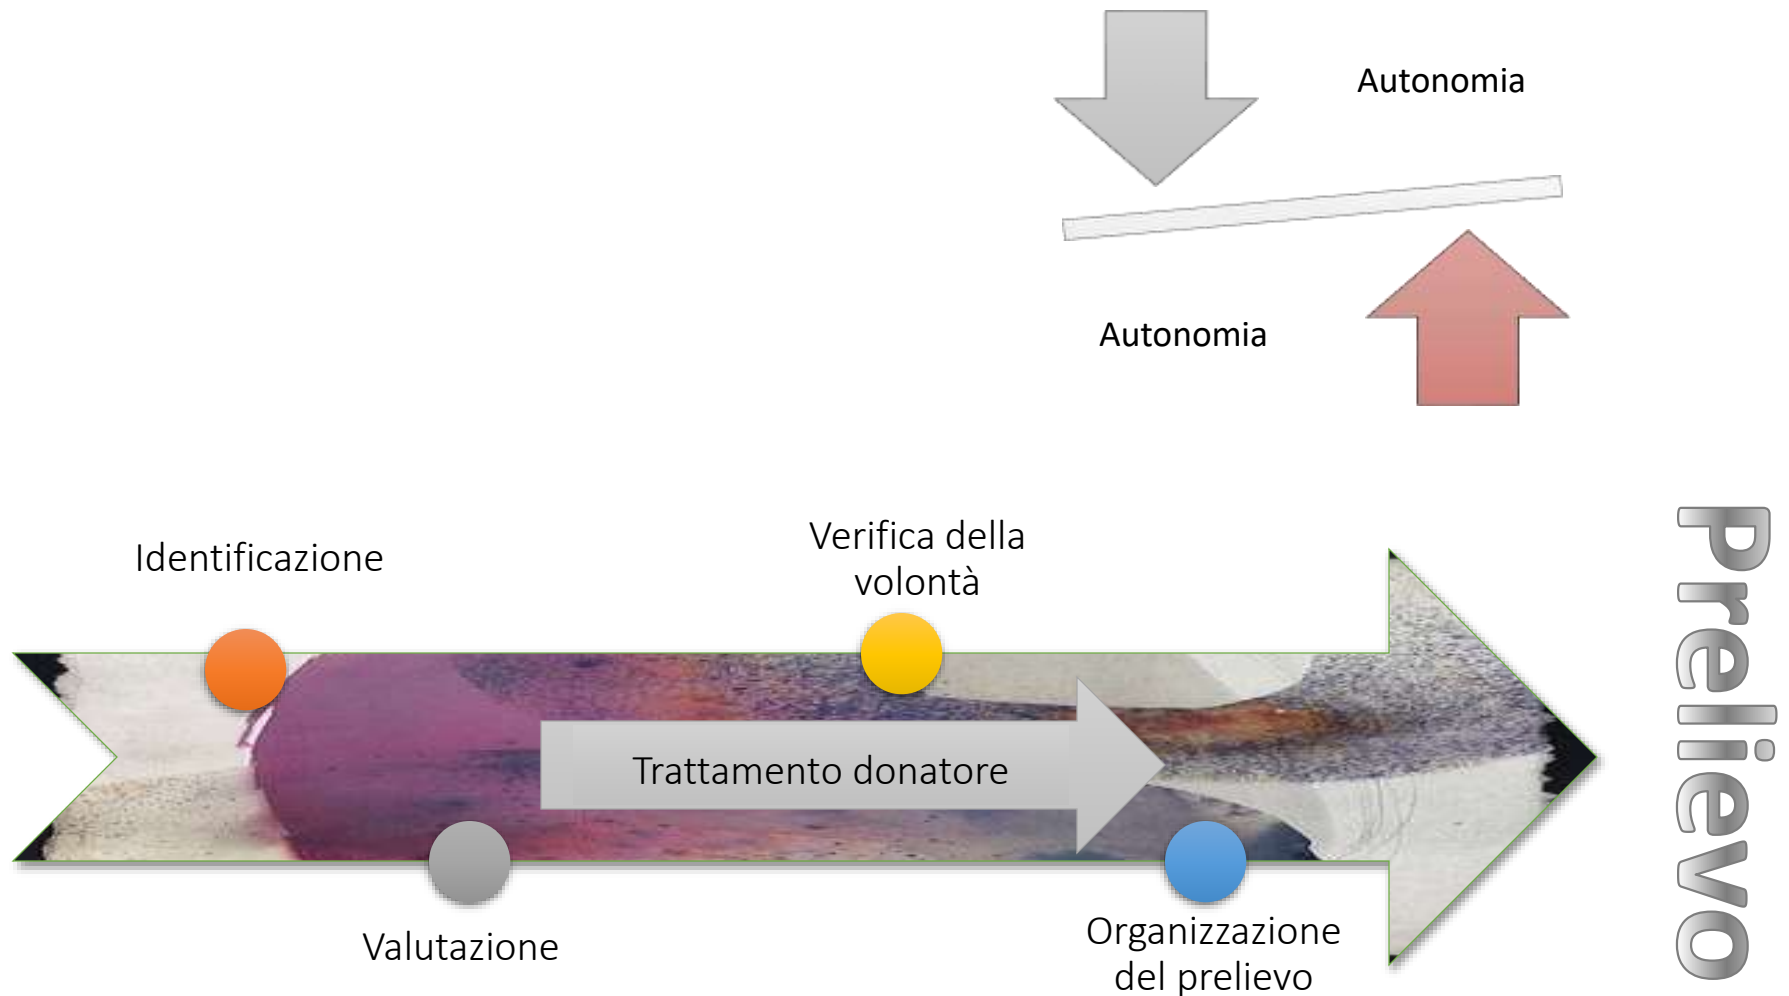 Autonomia
Autonomia
Identificazione
Verifica della
volontà
Trattamento donatore
Valutazione
Organizzazione
del prelievo
Prelievo